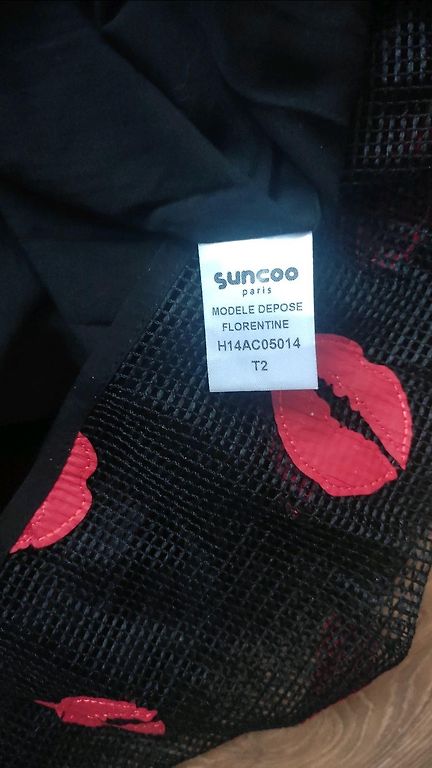 suncoo
paris
MODELE DEPOSE
FLORENTINE
H14AC05014
T2